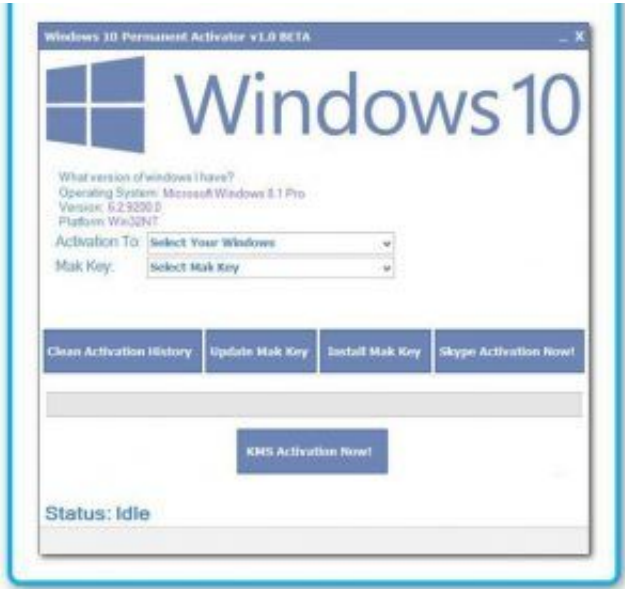 Windows 10 Permanent Activator v1.0 BETA _ X
Windows 10
What version of windows I have?
Operating System: Microsoft Windows 8.1 Pro
Version: 6.2.9200.0
Platform: Win32NT
Activation To: Select Your Windows
Mak Key: Select Mak Key
Clean Activation History Update Mak Key Install Mak Key Skype Activation Now!
KMS Activation Now!
Status: Idle